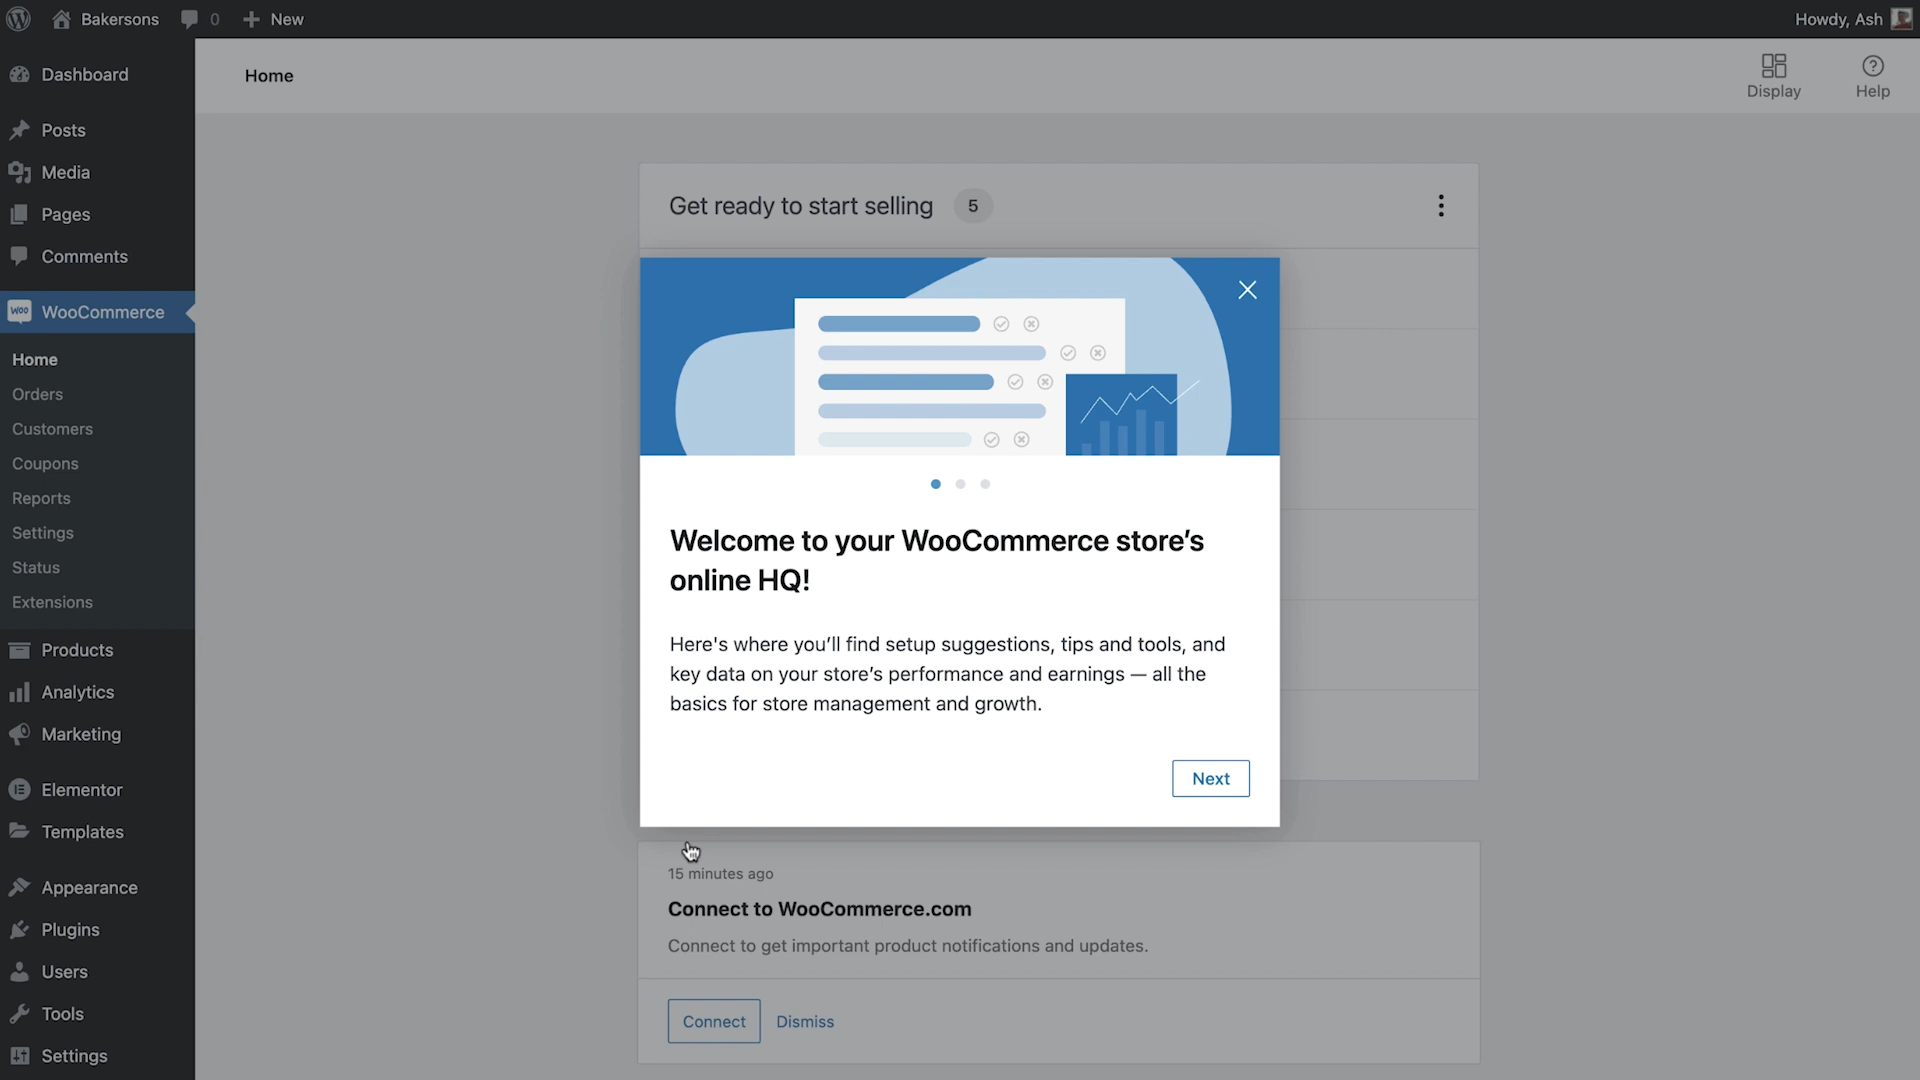 Bakersons
0
New
Howdy, Ash
Dashboard
Posts
Media
Pages
Comments
WOO
WooCommerce
Home
Orders
Customers
Coupons
Reports
Settings
Status
Extensions
Products
Analytics
Marketing
Elementor
Templates
Appearance
Plugins
Users
Tools
Settings
Home
Display
Help
Get ready to start selling
5
Welcome to your WooCommerce store's
online HQ!
Here's where you'll find setup suggestions, tips and tools, and
key data on your store's performance and earnings — all the
basics for store management and growth.
Next
15 minutes ago
Connect to WooCommerce.com
Connect to get important product notifications and updates.
Connect
Dismiss